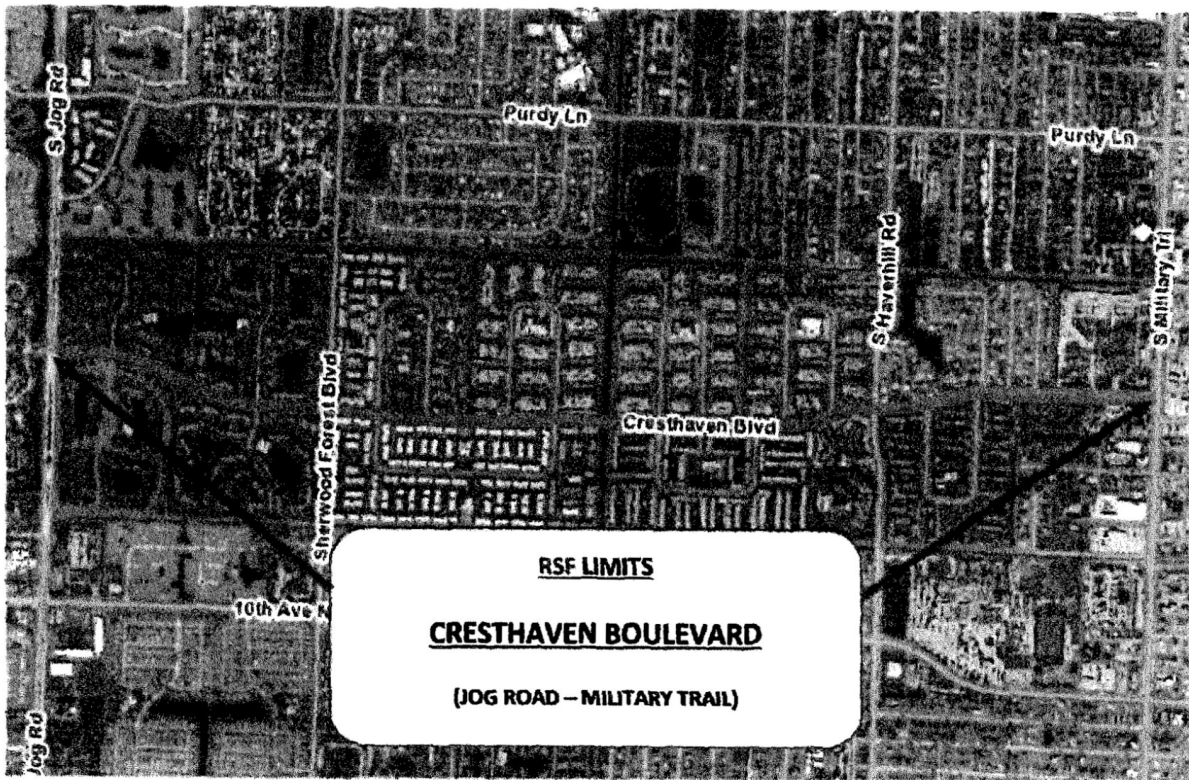 S Jog Rd
Purdy Ln
Purdy Ln
S Haverhill Rd
S Military Trl
Sherwood Forest Blvd
Cresthaven Blvd
10th Ave N
Jog Rd
RSF LIMITS
CRESTHAVEN BOULEVARD
(JOG ROAD – MILITARY TRAIL)